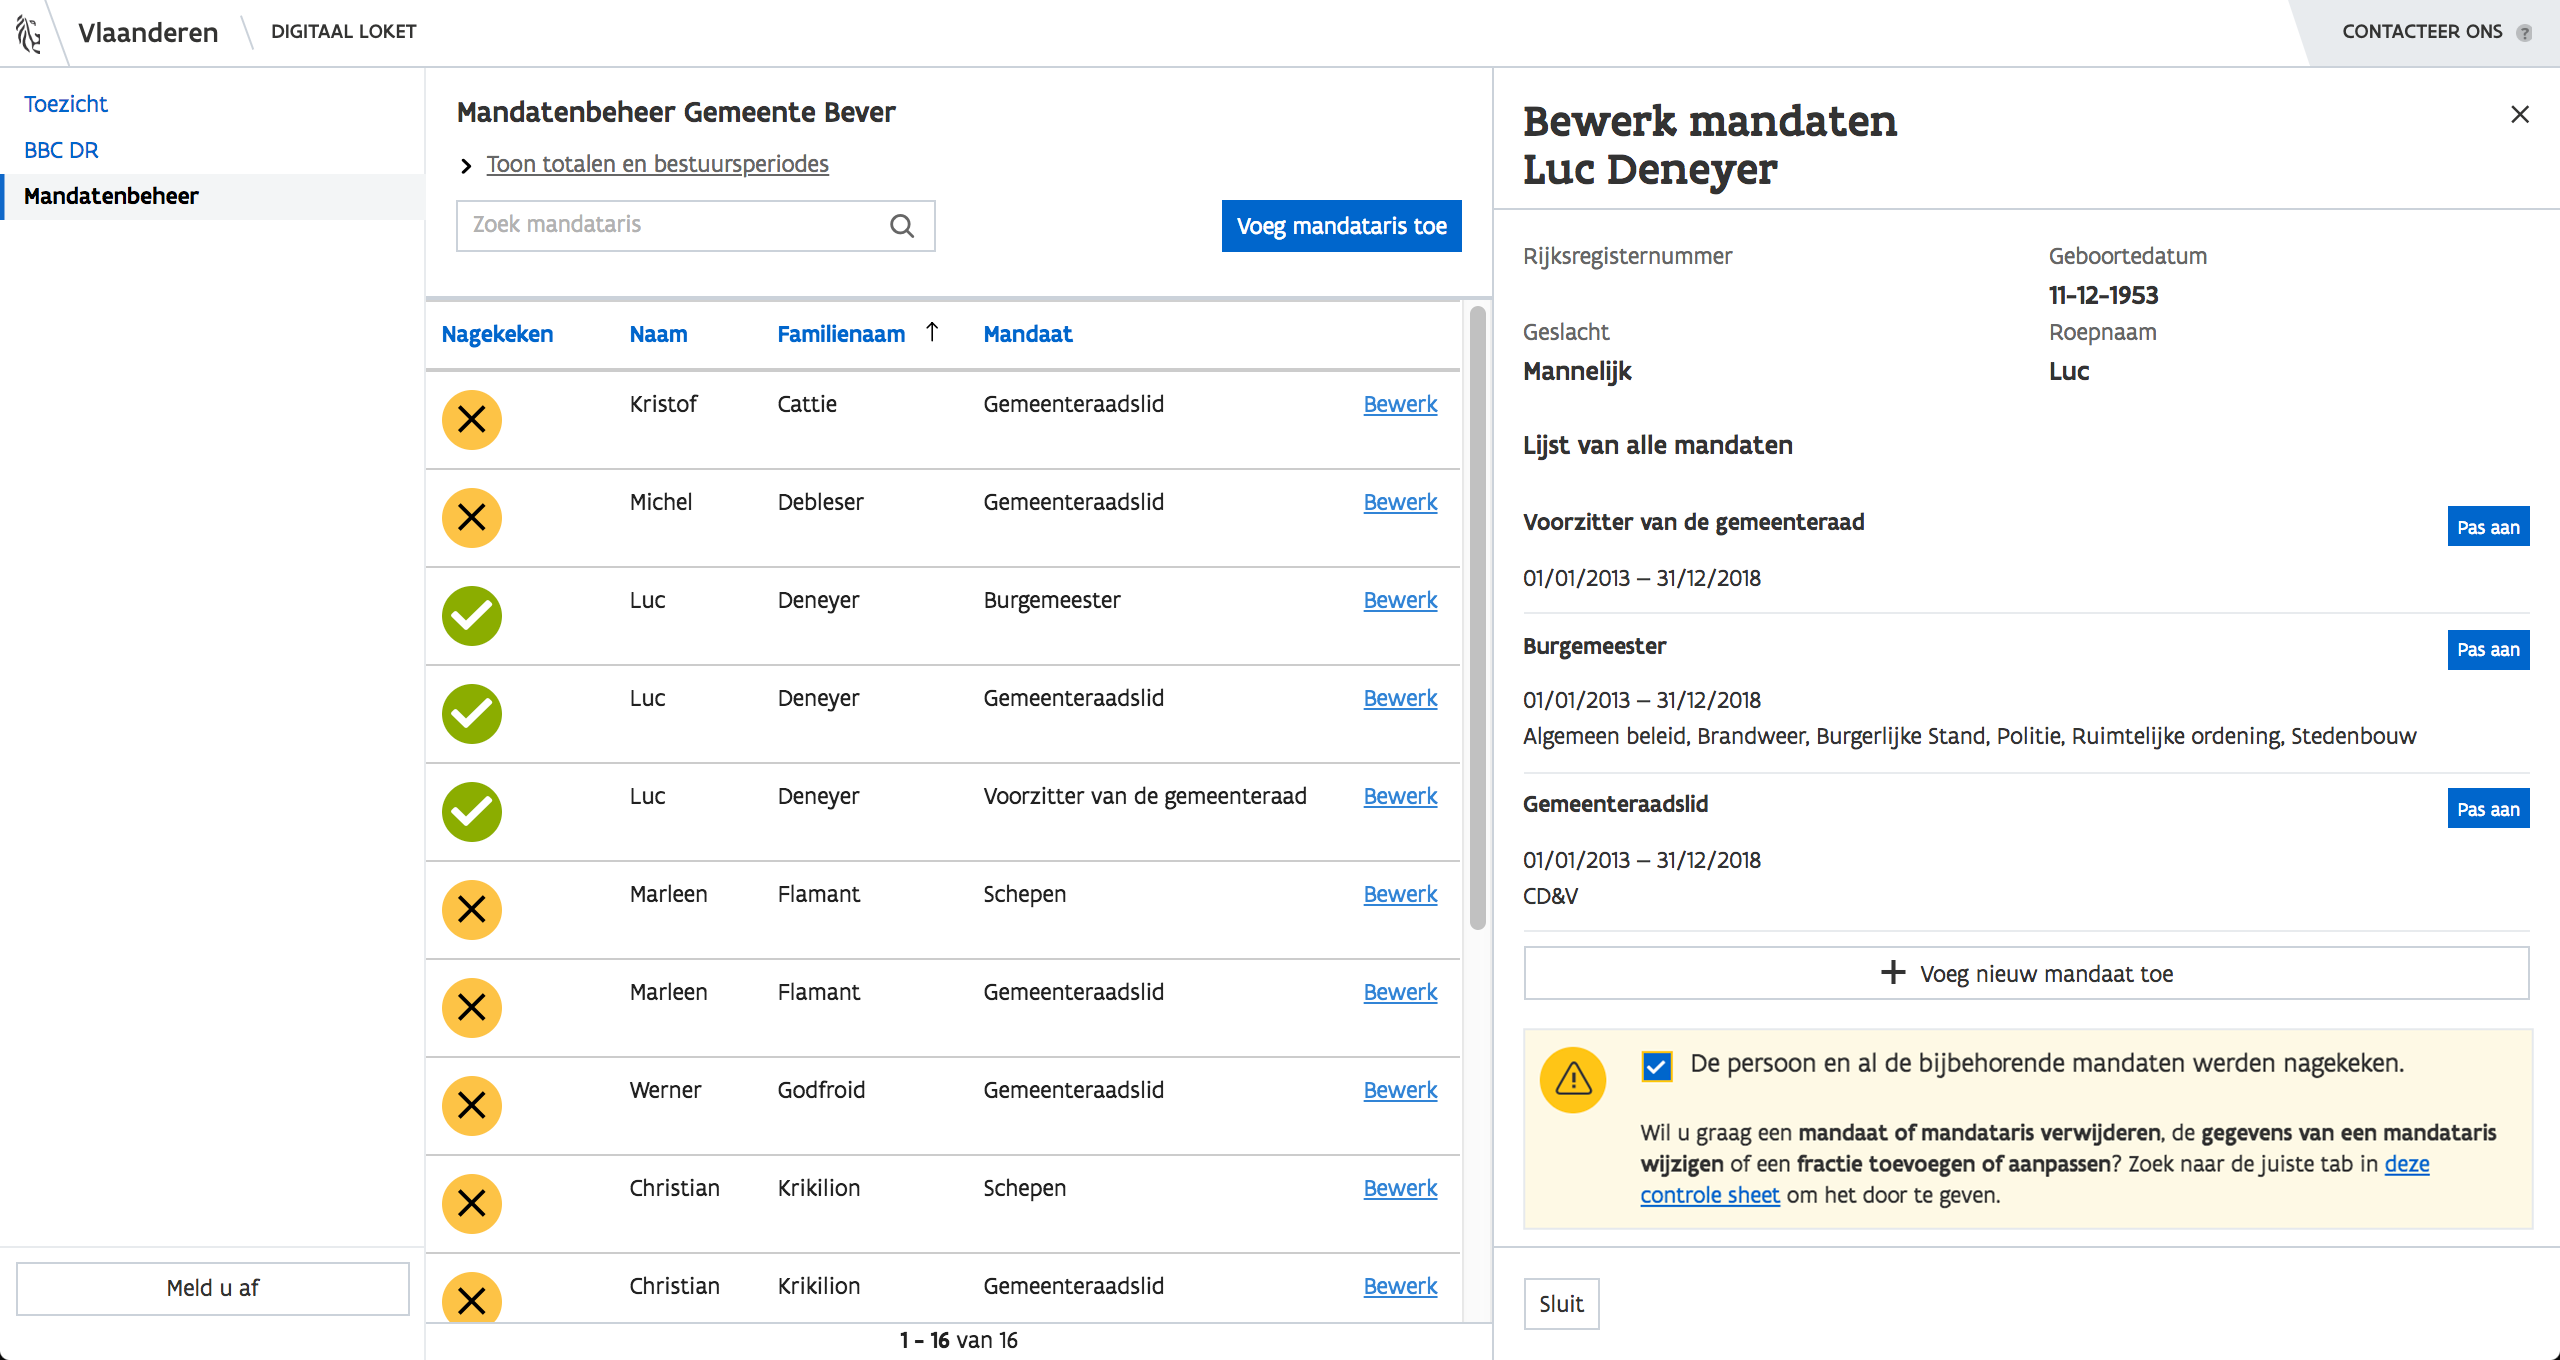 Vlaanderen
DIGITAAL LOKET
CONTACTEER ONS ?
Toezicht
BBC DR
Mandatenbeheer
Meld u af
Mandatenbeheer Gemeente Bever
Toon totalen en bestuursperiodes
Zoek mandataris
Voeg mandataris toe
Nagekeken Naam Familienaam ↑ Mandaat
Kristof Cattie Gemeenteraadslid Bewerk
Michel Debleser Gemeenteraadslid Bewerk
Luc Deneyer Burgemeester Bewerk
Luc Deneyer Gemeenteraadslid Bewerk
Luc Deneyer Voorzitter van de gemeenteraad Bewerk
Marleen Flamant Schepen Bewerk
Marleen Flamant Gemeenteraadslid Bewerk
Werner Godfroid Gemeenteraadslid Bewerk
Christian Krikilion Schepen Bewerk
Christian Krikilion Gemeenteraadslid Bewerk
1 - 16 van 16
Bewerk mandaten
Luc Deneyer
Rijksregisternummer
Geboortedatum
11-12-1953
Geslacht
Mannelijk
Roepnaam
Luc
Lijst van alle mandaten
Voorzitter van de gemeenteraad
Pas aan
01/01/2013 – 31/12/2018
Burgemeester
Pas aan
01/01/2013 – 31/12/2018
Algemeen beleid, Brandweer, Burgerlijke Stand, Politie, Ruimtelijke ordening, Stedenbouw
Gemeenteraadslid
Pas aan
01/01/2013 – 31/12/2018
CD&V
+ Voeg nieuw mandaat toe
De persoon en al de bijbehorende mandaten werden nagekeken.
Wil u graag een mandaat of mandataris verwijderen, de gegevens van een mandataris
wijzigen of een fractie toevoegen of aanpassen? Zoek naar de juiste tab in deze
controle sheet om het door te geven.
Sluit